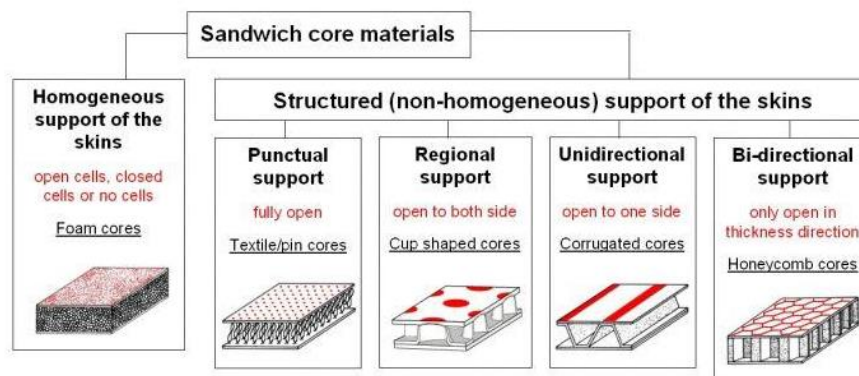 Sandwich core materials
Homogeneous
support of the
skins
open cells, closed
cells or no cells
Foam cores
Structured (non-homogeneous) support of the skins
Punctual
support
fully open
Textile/pin cores
Regional
support
open to both side
Cup shaped cores
Unidirectional
support
open to one side
Corrugated cores
Bi-directional
support
only open in
thickness direction
Honeycomb cores